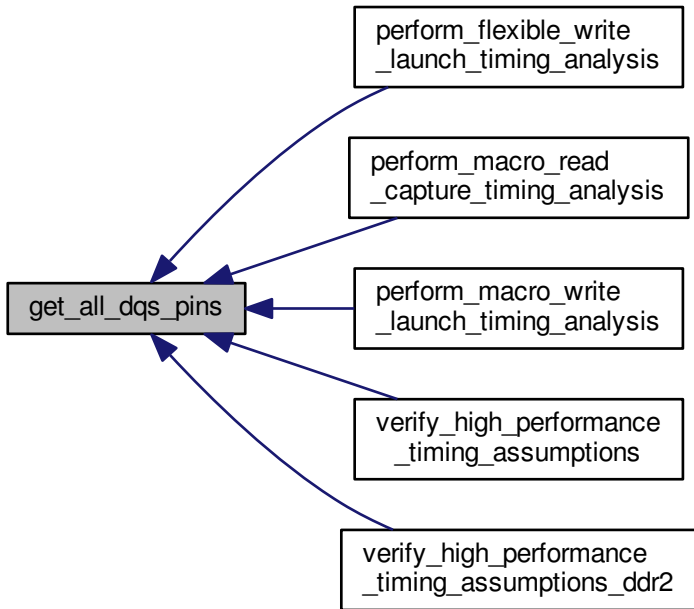 perform_flexible_write
_launch_timing_analysis
perform_macro_read
_capture_timing_analysis
get_all_dqs_pins
perform_macro_write
_launch_timing_analysis
verify_high_performance
_timing_assumptions
verify_high_performance
_timing_assumptions_ddr2